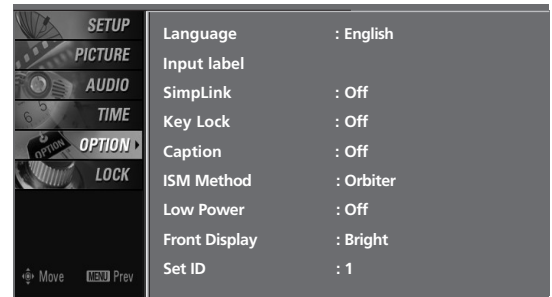 SETUP
PICTURE
AUDIO
TIME
OPTION
LOCK
Move MENU Prev
Language : English
Input label
SimpLink : Off
Key Lock : Off
Caption : Off
ISM Method : Orbiter
Low Power : Off
Front Display : Bright
Set ID : 1